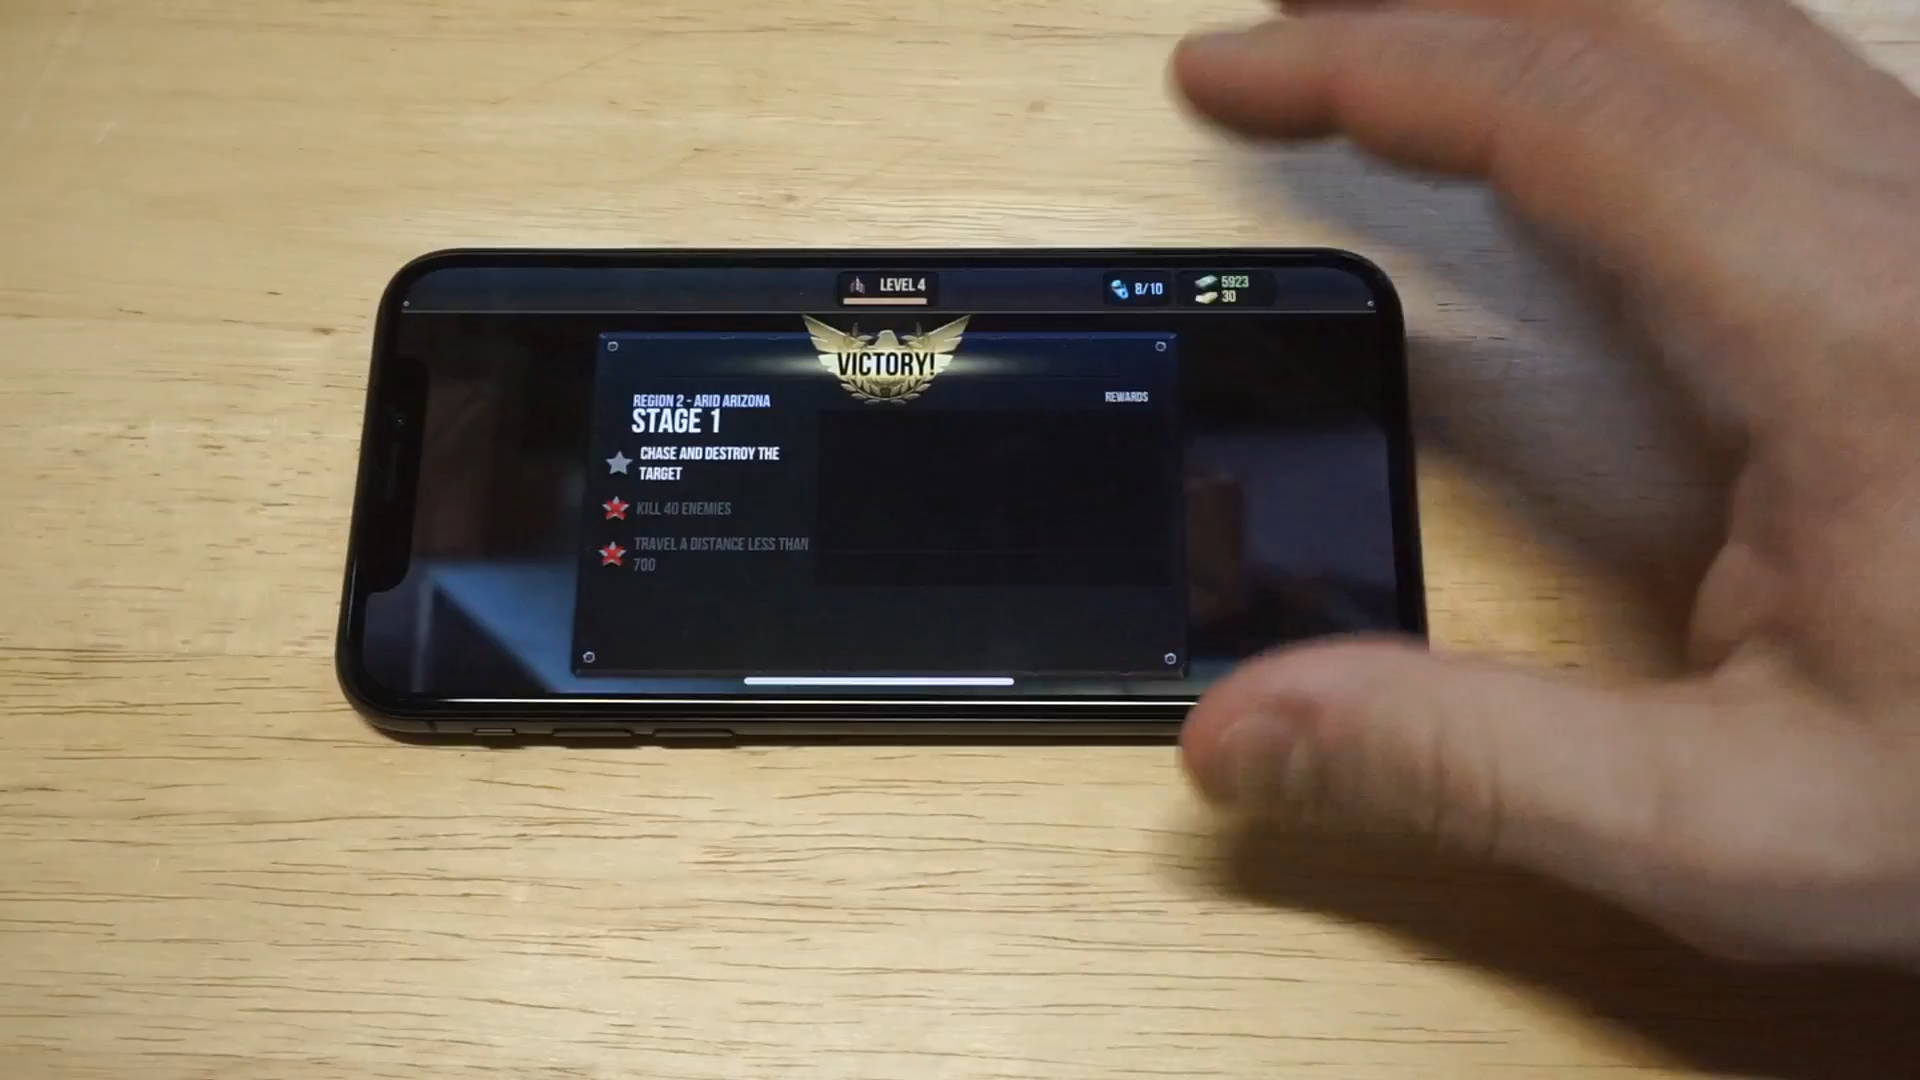 LEVEL 4
8/10
5923
30
VICTORY!
REGION 2 - ARID ARIZONA
STAGE 1
REWARDS
CHASE AND DESTROY THE
TARGET
KILL 40 ENEMIES
TRAVEL A DISTANCE LESS THAN
700